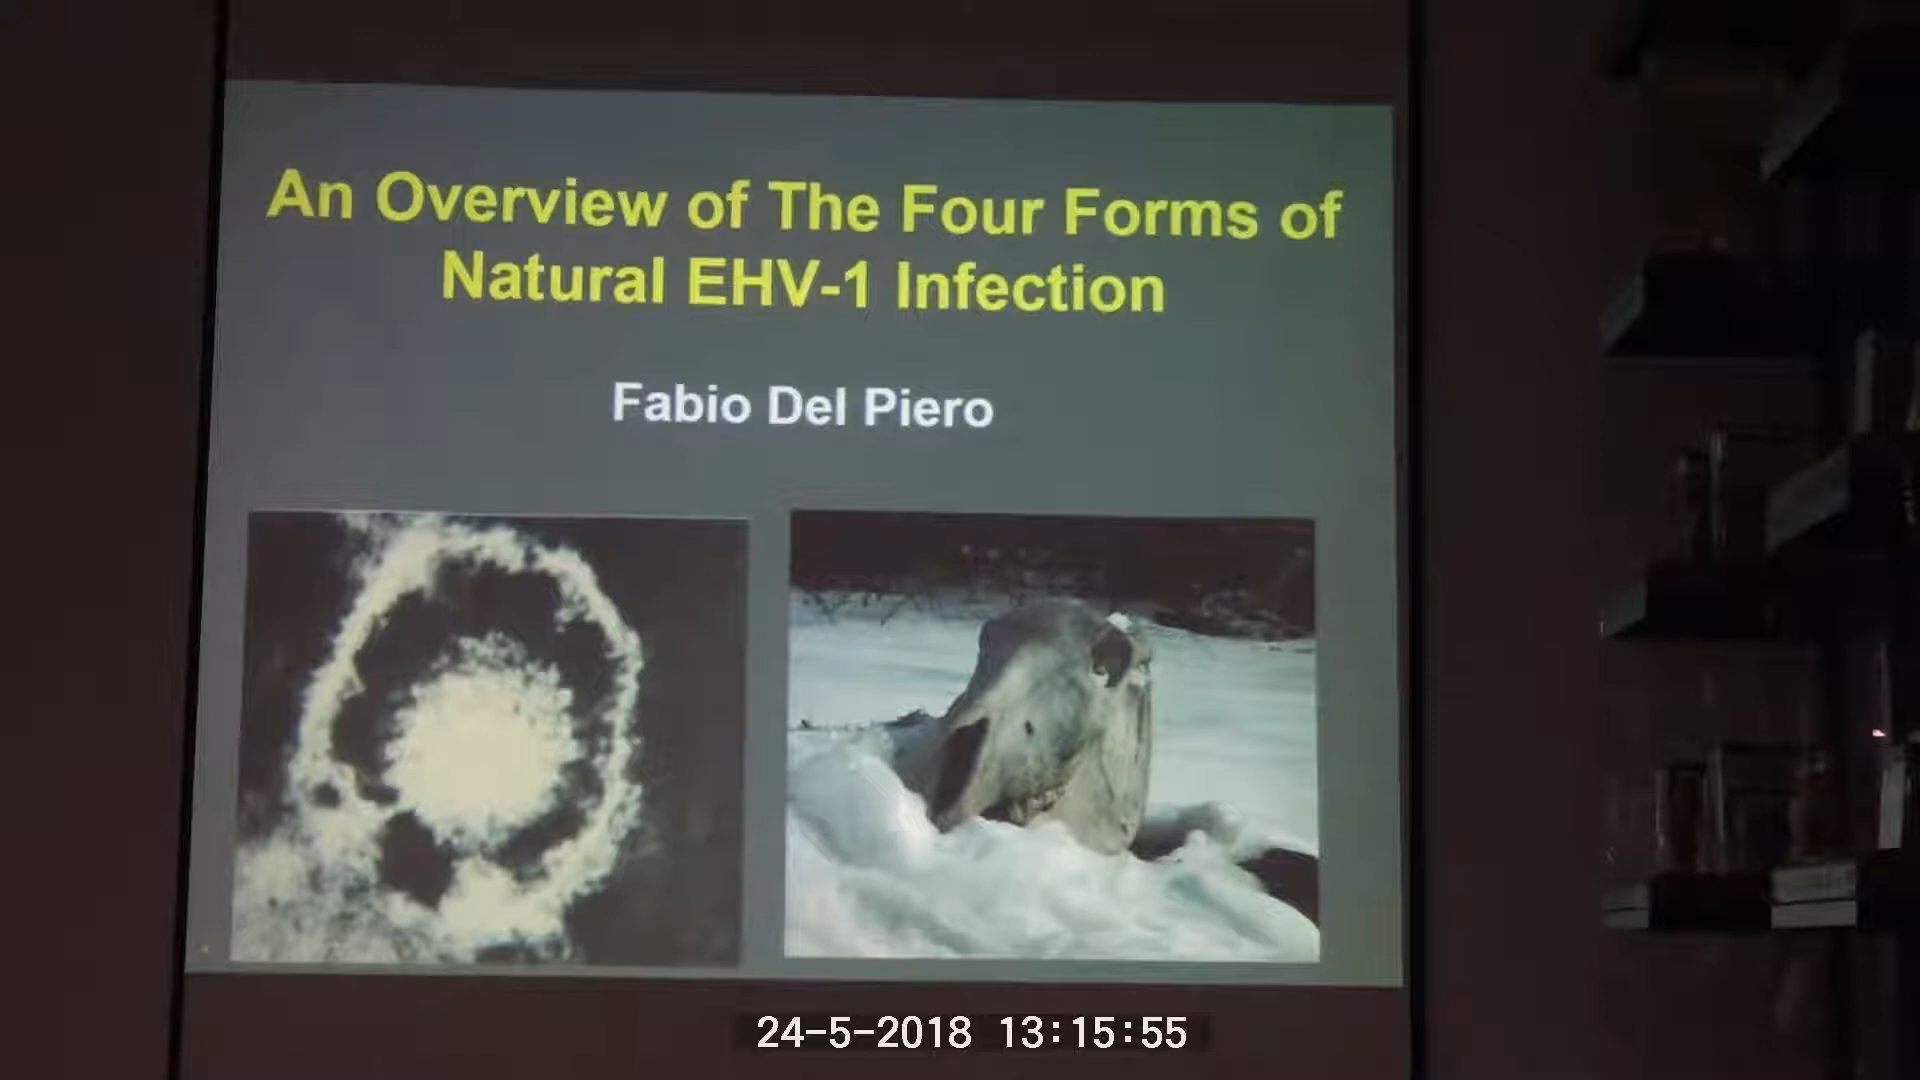 An Overview of The Four Forms of
Natural EHV-1 Infection
Fabio Del Piero
24-5-2018 13:15:55